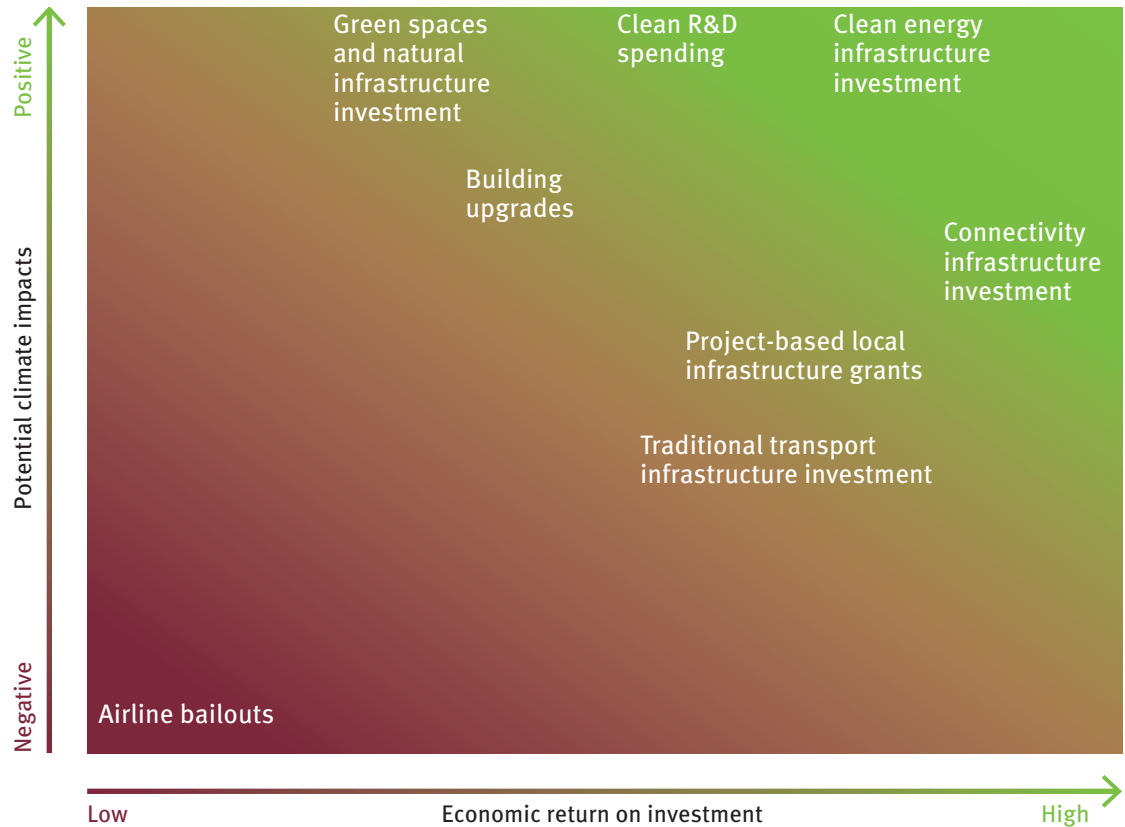 Positive
Potential climate impacts
Negative
Green spaces
and natural
infrastructure
investment
Clean R&D
spending
Clean energy
infrastructure
investment
Building
upgrades
Connectivity
infrastructure
investment
Project-based local
infrastructure grants
Traditional transport
infrastructure investment
Airline bailouts
Low
Economic return on investment
High